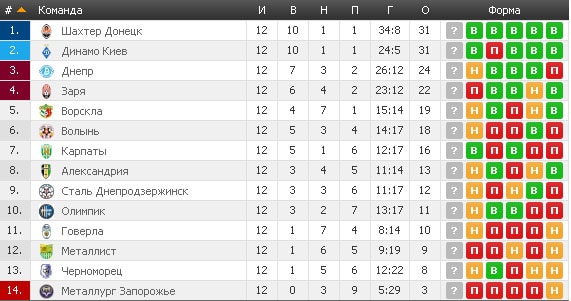 # Команда И В Н П Г О Форма
1. Шахтер Донецк 12 10 1 1 34:8 31 ? В В В В В
2. Динамо Киев 12 10 1 1 24:5 31 ? В П В В В
3. Днепр 12 7 3 2 26:12 24 ? Н В В В П
4. Заря 12 6 4 2 23:12 22 ? П В В Н В
5. Ворскла 12 4 7 1 15:14 19 ? Н В П Н В
6. Волынь 12 5 3 4 14:17 18 ? Н П П В П
7. Карпаты 12 5 1 6 12:17 16 ? В П В П П
8. Александрия 12 3 4 5 11:14 13 ? Н В П Н В
9. Сталь Днепродзержинск 12 3 3 6 11:17 12 ? Н П Н В П
10. Олимпик 12 3 2 7 13:17 11 ? Н В В П П
11. Говерла 12 1 7 4 8:14 10 ? Н П П П Н
12. Металлист 12 1 6 5 9:19 9 ? П П Н П Н
13. Черноморец 12 1 5 6 12:22 8 ? Н В П Н П
14. Металлург Запорожье 12 0 3 9 5:29 3 ? П П П П Н